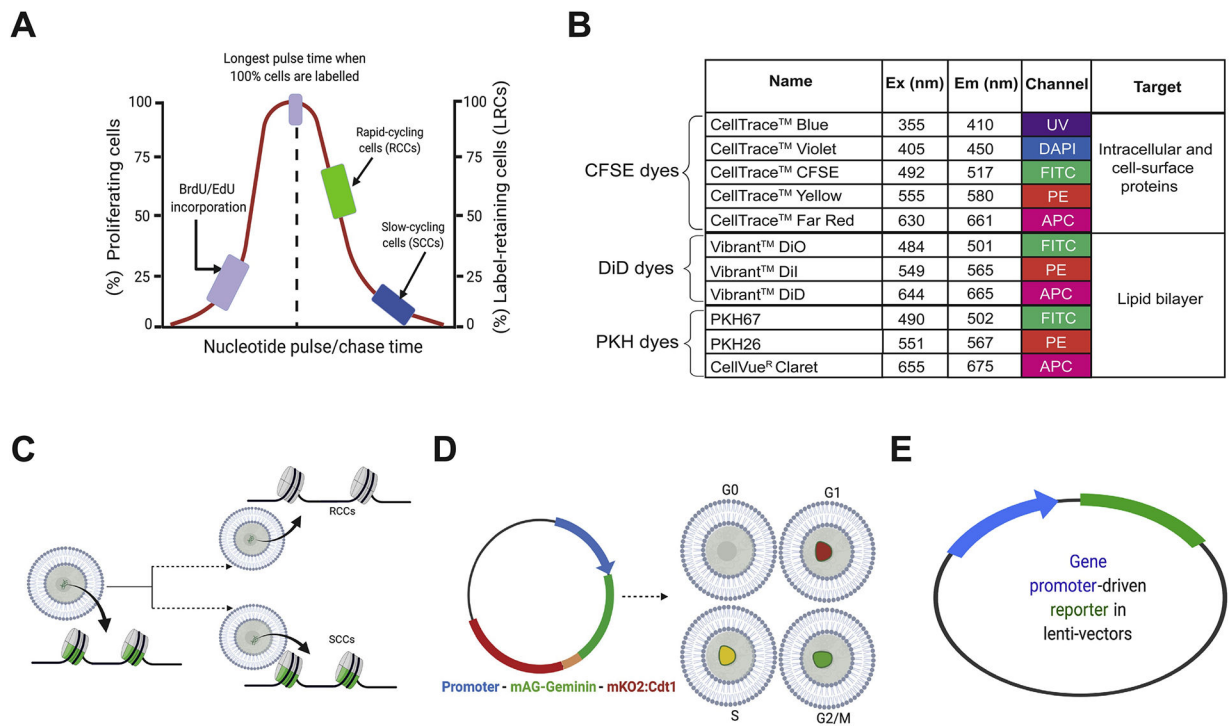 A
Longest pulse time when
100% cells are labelled
(%) Proliferating cells
100
75
50
25
0
BrdU/EdU
incorporation
Rapid-cycling
cells (RCCs)
Slow-cycling
cells (SCCs)
100
75
50
25
0
(%) Label-retaining cells (LRCs)
Nucleotide pulse/chase time
B
Name Ex (nm) Em (nm) Channel Target
CFSE dyes
CellTrace™ Blue 355 410 UV
CellTrace™ Violet 405 450 DAPI
CellTrace™ CFSE 492 517 FITC
CellTrace™ Yellow 555 580 PE
CellTrace™ Far Red 630 661 APC
Intracellular and
cell-surface
proteins
DiD dyes
Vibrant™ DiO 484 501 FITC
Vibrant™ DiI 549 565 PE
Vibrant™ DiD 644 665 APC
PKH dyes
PKH67 490 502 FITC
PKH26 551 567 PE
CellVueᴿ Claret 655 675 APC
Lipid bilayer
C
RCCs
SCCs
D
Promoter - mAG-Geminin - mKO2:Cdt1
G0
G1
S
G2/M
E
Gene
promoter-driven
reporter in
lenti-vectors